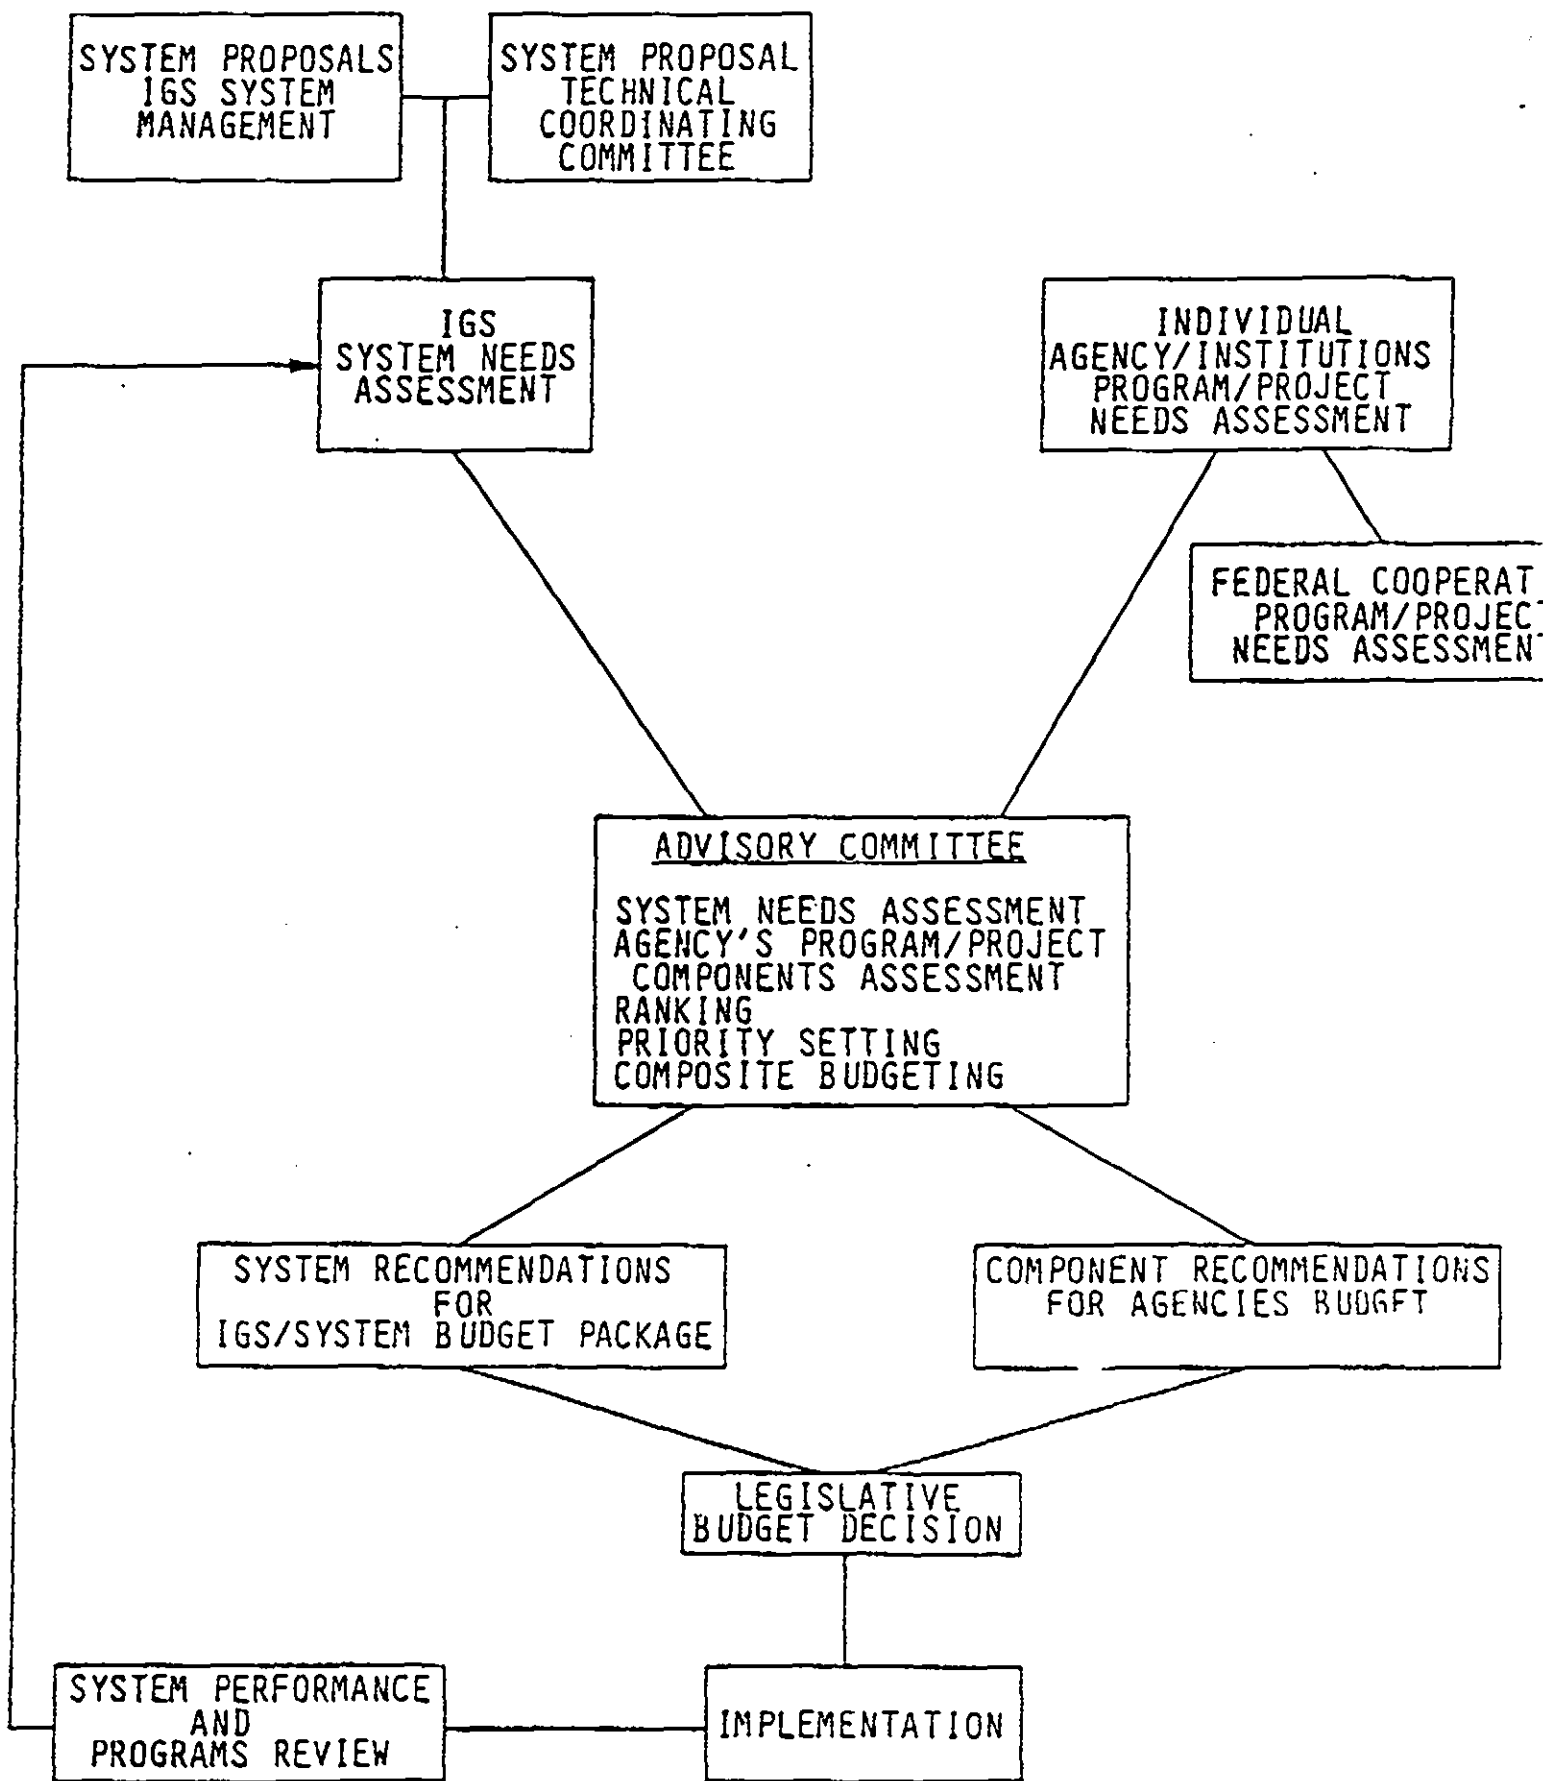 SYSTEM PROPOSALS
IGS SYSTEM
MANAGEMENT
SYSTEM PROPOSAL
TECHNICAL
COORDINATING
COMMITTEE
IGS
SYSTEM NEEDS
ASSESSMENT
INDIVIDUAL
AGENCY/INSTITUTIONS
PROGRAM/PROJECT
NEEDS ASSESSMENT
FEDERAL COOPERAT
PROGRAM/PROJECT
NEEDS ASSESSMENT
ADVISORY COMMITTEE
SYSTEM NEEDS ASSESSMENT
AGENCY'S PROGRAM/PROJECT
COMPONENTS ASSESSMENT
RANKING
PRIORITY SETTING
COMPOSITE BUDGETING
SYSTEM RECOMMENDATIONS
FOR
IGS/SYSTEM BUDGET PACKAGE
COMPONENT RECOMMENDATIONS
FOR AGENCIES BUDGET
LEGISLATIVE
BUDGET DECISION
SYSTEM PERFORMANCE
AND
PROGRAMS REVIEW
IMPLEMENTATION